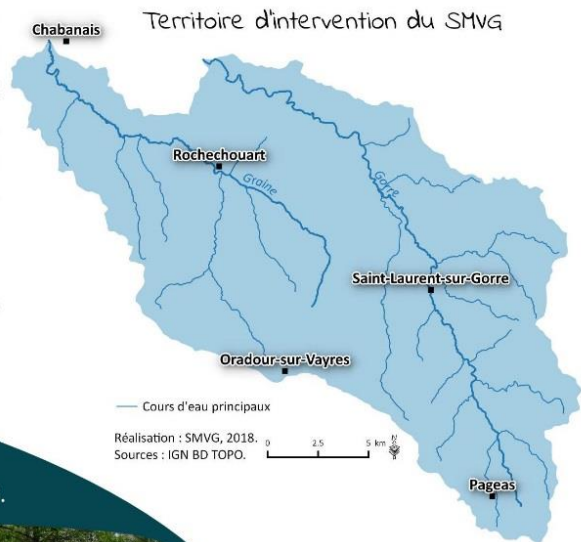 Territoire d'intervention du SMVG
Chabanais
Rochechouart
Graine
Gorre
Saint-Laurent-sur-Gorre
Oradour-sur-Vayres
Cours d'eau principaux
Réalisation : SMVG, 2018.
Sources : IGN BD TOPO.
0 2.5 5 km
N
Pageas